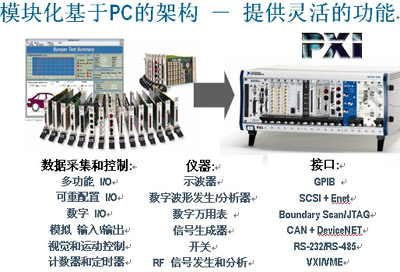 模块化基于PC的架构 — 提供灵活的功能
PXI
Bumper Test Summary
PXI
数据采集和控制:
仪器:
接口:
多功能 I/O
示波器
GPIB
可重配置 I/O
数字波形发生/分析器
SCSI + Enet
数字 I/O
数字万用表
Boundary Scan/JTAG
模拟 输入\输出
信号生成器
CAN + DeviceNET
视觉和运动控制
开关
RS-232/RS-485
计数器和定时器
RF 信号发生和分析
VXI/VME